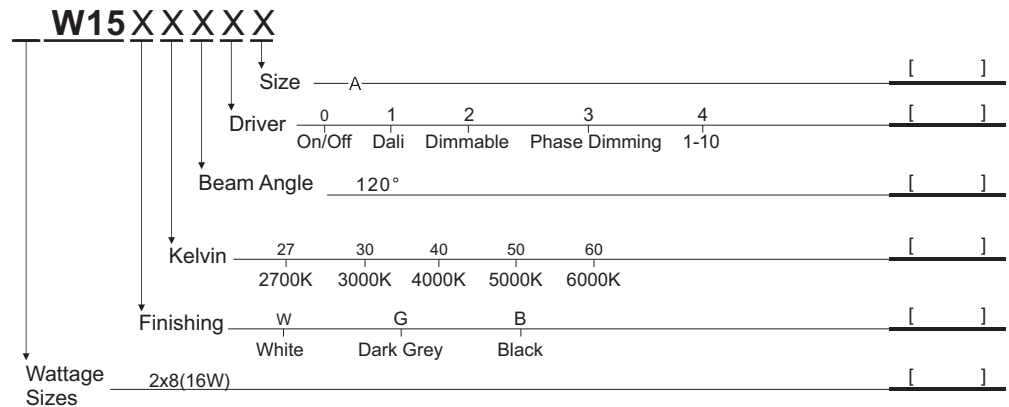 _ W15 X X X X X
Size A [ ]
0 1 2 3 4
Driver [ ]
On/Off Dali Dimmable Phase Dimming 1-10
Beam Angle 120° [ ]
27 30 40 50 60
Kelvin [ ]
2700K 3000K 4000K 5000K 6000K
W G B
Finishing [ ]
White Dark Grey Black
Wattage 2x8(16W) [ ]
Sizes